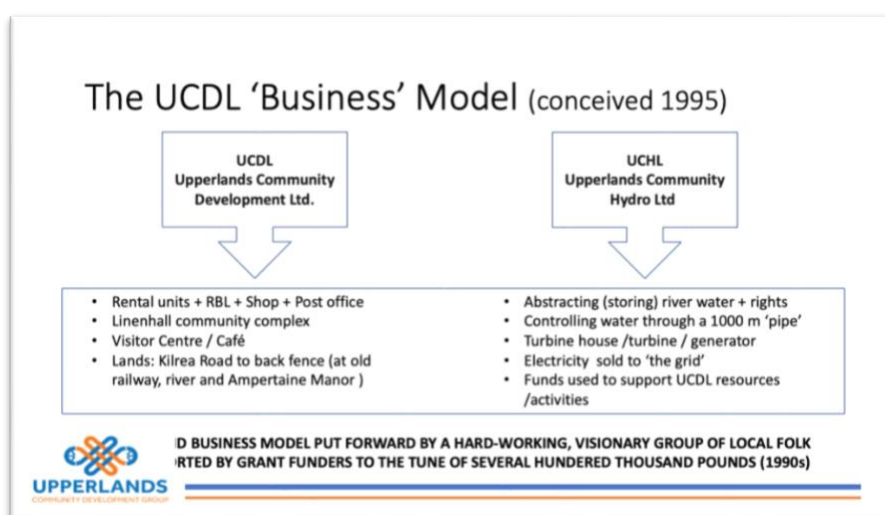 The UCDL ‘Business’ Model (conceived 1995)
UCDL
Upperlands Community
Development Ltd.
UCHL
Upperlands Community
Hydro Ltd
• Rental units + RBL + Shop + Post office
• Linenhall community complex
• Visitor Centre / Café
• Lands: Kilrea Road to back fence (at old
railway, river and Ampertaine Manor )
• Abstracting (storing) river water + rights
• Controlling water through a 1000 m ‘pipe’
• Turbine house /turbine / generator
• Electricity sold to ‘the grid’
• Funds used to support UCDL resources
/activities
D BUSINESS MODEL PUT FORWARD BY A HARD-WORKING, VISIONARY GROUP OF LOCAL FOLK
RTED BY GRANT FUNDERS TO THE TUNE OF SEVERAL HUNDERED THOUSAND POUNDS (1990s)
UPPERLANDS
COMMUNITY DEVELOPMENT GROUP